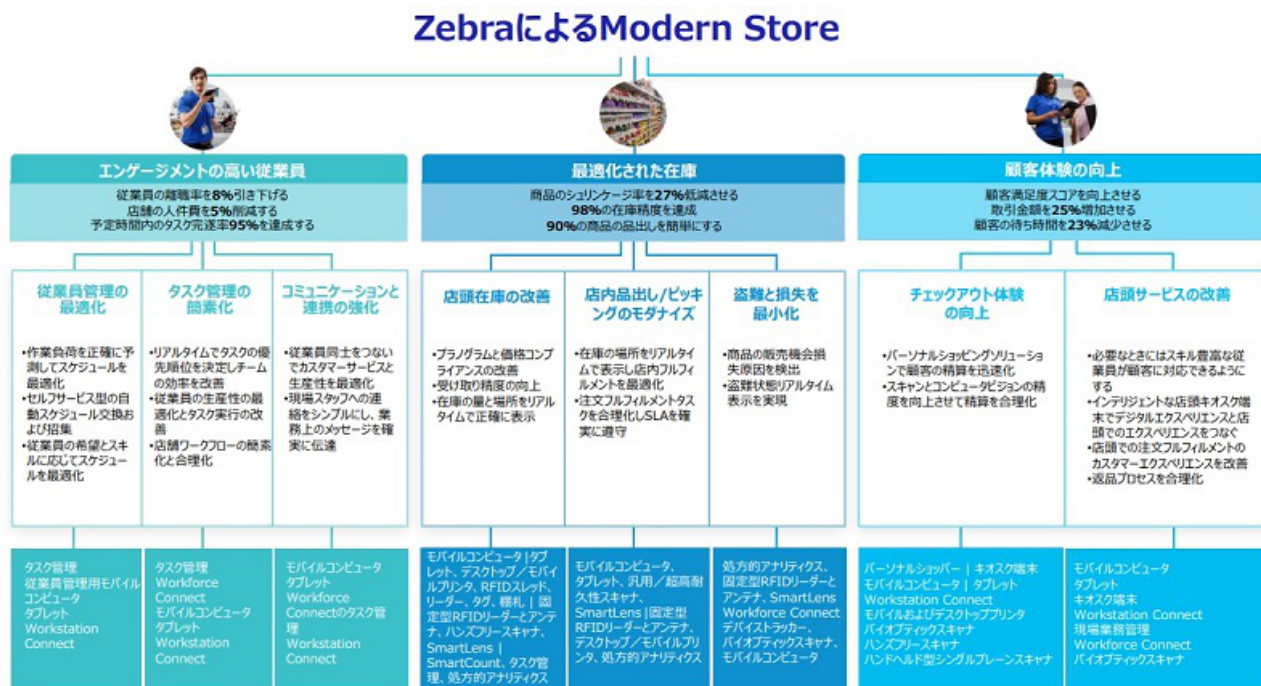 ZebraによるModern Store
エンゲージメントの高い従業員
従業員の離職率を8%引き下げる
店舗の人件費を5%削減する
予定時間内のタスク完遂率95%を達成する
従業員管理の
最適化
•作業負荷を正確に予
測してスケジュールを
最適化
•セルフサービス型の自
動スケジュール交換お
よび招集
•従業員の希望とスキ
ルに応じてスケジュー
ルを最適化
タスク管理の
簡素化
•リアルタイムでタスクの優
先順位を決定しチーム
の効率を改善
•従業員の生産性の最
適化とタスク実行の改
善
•店舗ワークフローの簡素
化と合理化
コミュニケーションと
連携の強化
•従業員同士をつない
でカスタマーサービスと
生産性を最適化
•現場スタッフへの連
絡をシンプルにし、業
務上のメッセージを確
実に伝達
タスク管理
従業員管理用モバイル
コンピュータ
タブレット
Workstation
Connect
タスク管理
Workforce
Connect
モバイルコンピュータ
タブレット
Workstation
Connect
モバイルコンピュータ
タブレット
Workforce
Connectのタスク管
理
Workstation
Connect
最適化された在庫
商品のシュリンケージ率を27%低減させる
98%の在庫精度を達成
90%の商品の品出しを簡単にする
店頭在庫の改善
•プラノグラムと価格コンプ
ライアンスの改善
•受け取り精度の向上
•在庫の量と場所をリアル
タイムで正確に表示
店内品出し/ピッキ
ングのモダナイズ
•在庫の場所をリアルタイ
ムで表示し店内フルフィ
ルメントを最適化
•注文フルフィルメントタ
スクを合理化しSLAを確
実に遵守
盗難と損失を
最小化
•商品の販売機会損
失原因を検出
•盗難状態リアルタイム
表示を実現
モバイルコンピュータ|タブ
レット、デスクトップ／モバイ
ルプリンタ、RFIDスレッド、
リーダー、タグ、棚札 | 固
定型RFIDリーダーとアンテ
ナ、ハンズフリースキャナ、
SmartLens |
SmartCount、タスク管
理、処方的アナリティクス
モバイルコンピュータ、
タブレット、汎用／超高耐
久性スキャナ、
SmartLens |固定型
RFIDリーダーとアンテナ、
デスクトップ／モバイルプリ
ンタ、処方的アナリティクス
処方的アナリティクス、
固定型RFIDリーダーと
アンテナ、SmartLens
Workforce Connect
デバイストラッカー、
バイオプティックスキャナ、
モバイルコンピュータ
顧客体験の向上
顧客満足度スコアを向上させる
取引金額を25%増加させる
顧客の待ち時間を23%減少させる
チェックアウト体験
の向上
•パーソナルショッピングソリューショ
ンで顧客の精算を迅速化
•スキャンとコンピュータビジョンの精
度を向上させて精算を合理化
店頭サービスの改善
•必要なときにはスキル豊富な従
業員が顧客に対応できるように
する
•インテリジェントな店頭キオスク端
末でデジタルエクスペリエンスと店
頭でのエクスペリエンスをつなぐ
•店頭での注文フルフィルメントの
カスタマーエクスペリエンスを改善
•返品プロセスを合理化
パーソナルショッパー | キオスク端末
モバイルコンピュータ | タブレット
Workstation Connect
モバイルおよびデスクトッププリンタ
バイオプティックスキャナ
ハンズフリースキャナ
ハンドヘルド型シングルプレーンスキャナ
モバイルコンピュータ
タブレット
キオスク端末
Workstation Connect
現場業務管理
Workforce Connect
バイオプティックスキャナ